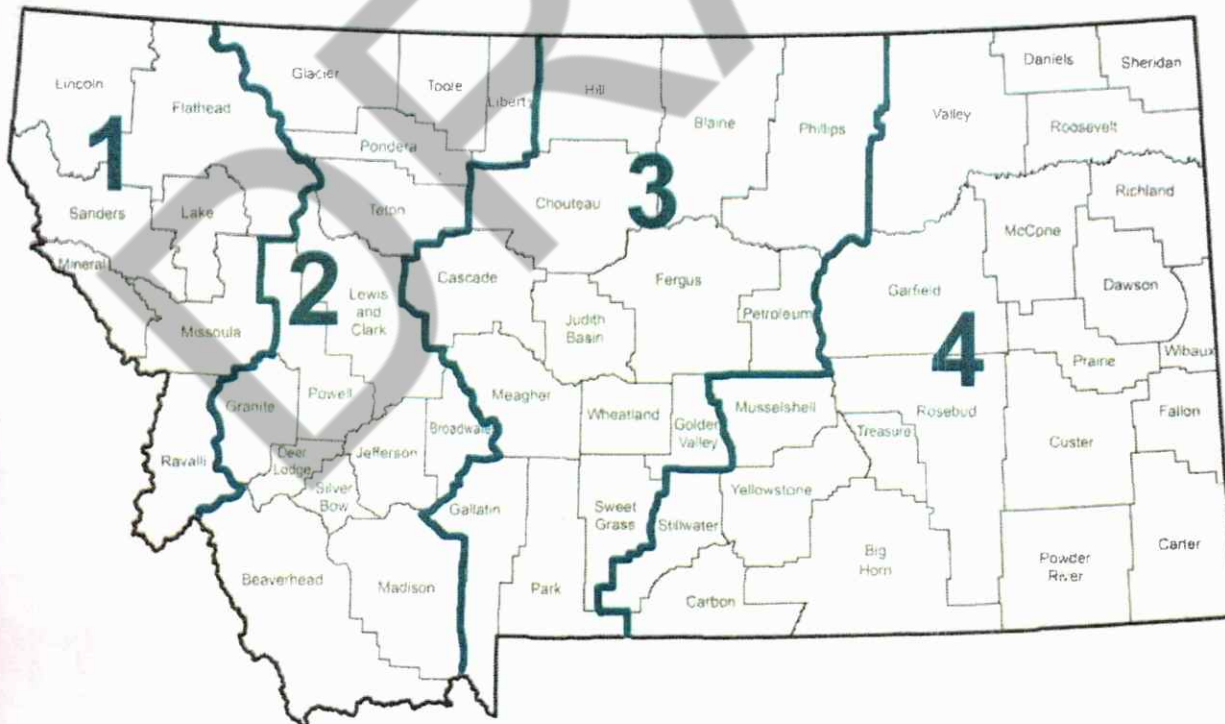 Lincoln
Flathead
Glacier
Toole
Liberty
Hill
Blaine
Phillips
Valley
Daniels
Sheridan
Roosevelt
1
Pondera
3
Richland
Sanders
Lake
Teton
Chouteau
McCone
Mineral
2
Cascade
Fergus
Garfield
Dawson
Missoula
Lewis
and
Clark
Judith
Basin
Petroleum
4
Prairie
Wibaux
Granite
Powell
Broadwater
Meagher
Wheatland
Golden
Valley
Musselshell
Treasure
Rosebud
Custer
Fallon
Ravalli
Deer
Lodge
Jefferson
Silver
Bow
Gallatin
Sweet
Grass
Stillwater
Yellowstone
Beaverhead
Madison
Park
Carbon
Big
Horn
Powder
River
Carter